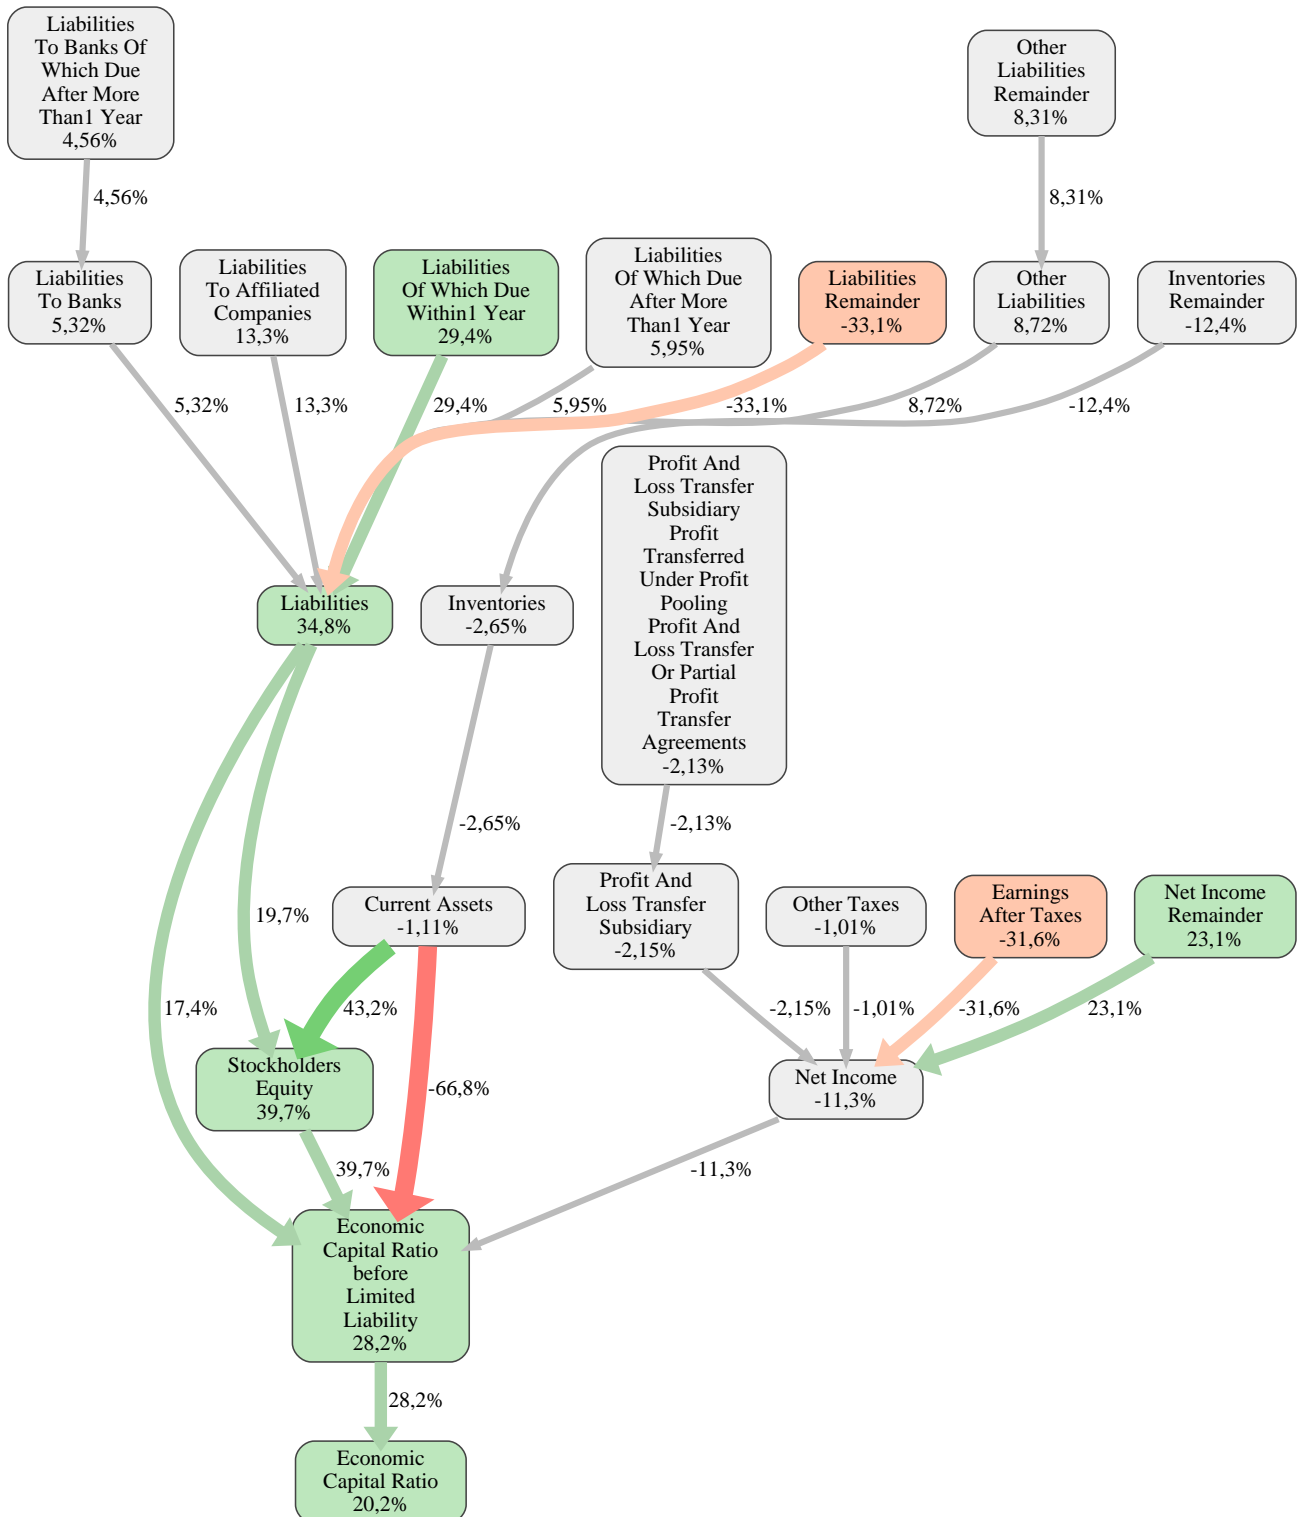 Liabilities
To Banks Of
Which Due
After More
Than1 Year
4,56%
Other
Liabilities
Remainder
8,31%
4,56%
8,31%
Liabilities
To Banks
5,32%
Liabilities
To Affiliated
Companies
13,3%
Liabilities
Of Which Due
Within1 Year
29,4%
Liabilities
Of Which Due
After More
Than1 Year
5,95%
Liabilities
Remainder
-33,1%
Other
Liabilities
8,72%
Inventories
Remainder
-12,4%
5,32%
13,3%
29,4%
5,95%
-33,1%
8,72%
-12,4%
Profit And
Loss Transfer
Subsidiary
Profit
Transferred
Under Profit
Pooling
Profit And
Loss Transfer
Or Partial
Profit
Transfer
Agreements
-2,13%
Liabilities
34,8%
Inventories
-2,65%
-2,65%
-2,13%
Current Assets
-1,11%
Profit And
Loss Transfer
Subsidiary
-2,15%
Other Taxes
-1,01%
Earnings
After Taxes
-31,6%
Net Income
Remainder
23,1%
19,7%
17,4%
43,2%
-2,15%
-1,01%
-31,6%
23,1%
Stockholders
Equity
39,7%
-66,8%
Net Income
-11,3%
39,7%
-11,3%
Economic
Capital Ratio
before
Limited
Liability
28,2%
28,2%
Economic
Capital Ratio
20,2%